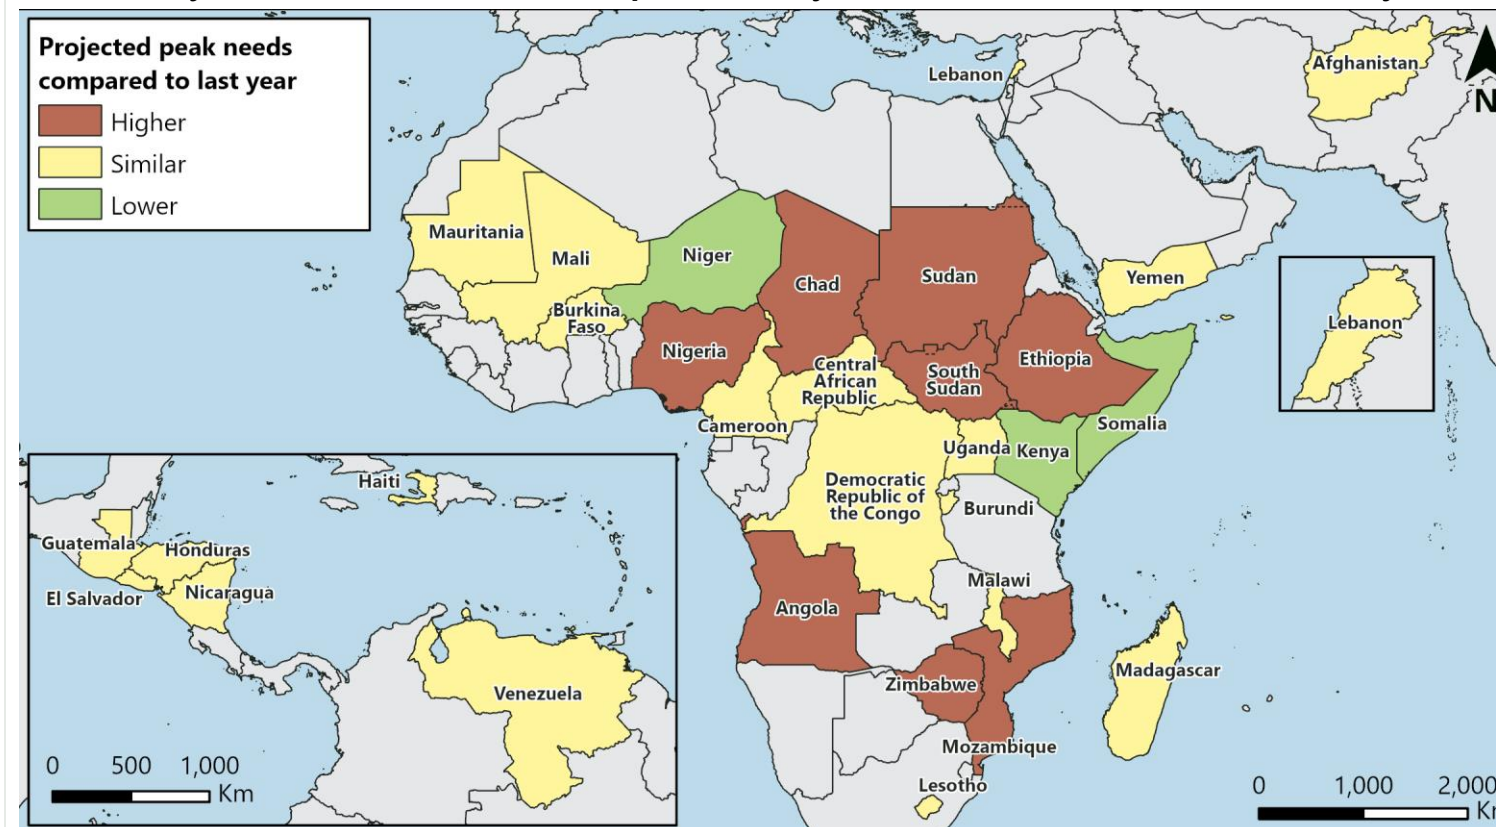 Projected peak needs
compared to last year
Higher
Similar
Lower
Lebanon
Afghanistan
N
Mauritania
Mali
Niger
Chad
Sudan
Yemen
Burkina
Faso
Nigeria
Central
African
Republic
South
Sudan
Ethiopia
Lebanon
Cameroon
Uganda
Kenya
Somalia
Democratic
Republic of
the Congo
Burundi
Haiti
Guatemala
Honduras
El Salvador
Nicaragua
Venezuela
Malawi
Angola
Zimbabwe
Madagascar
Mozambique
Lesotho
0 500 1,000
Km
0 1,000 2,000